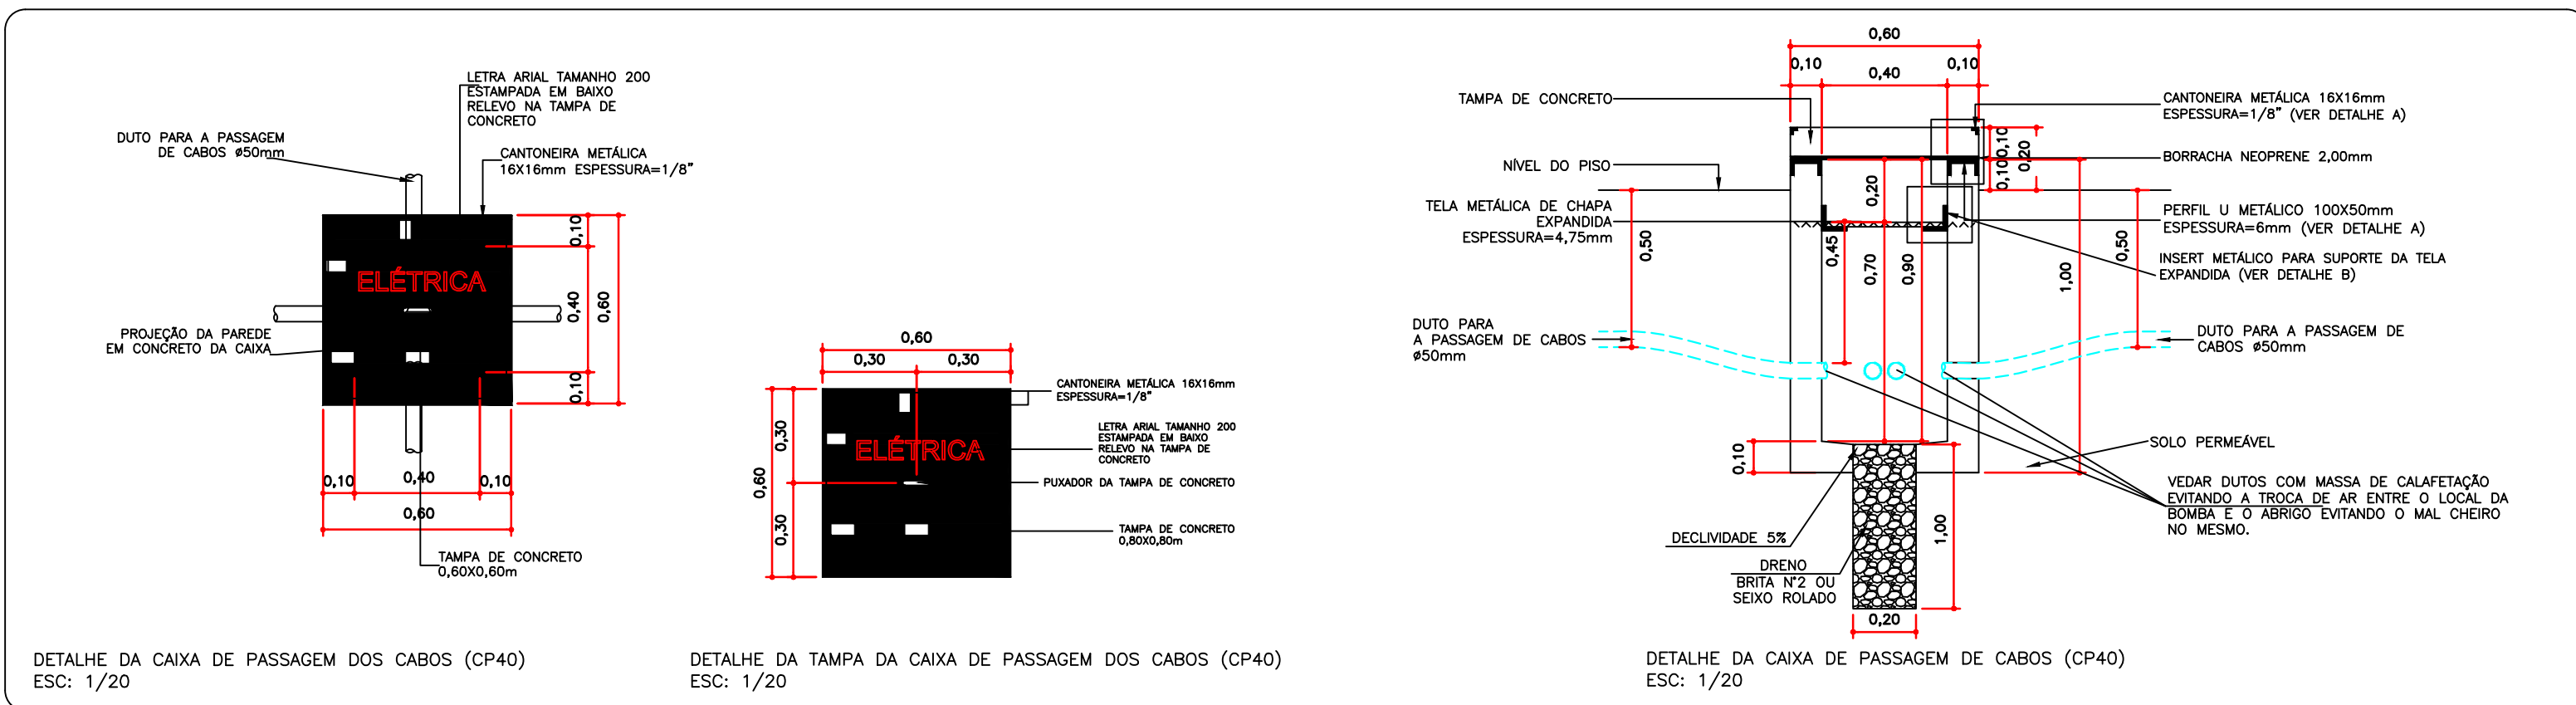 LETRA ARIAL TAMANHO 200
ESTAMPADA EM BAIXO
RELEVO NA TAMPA DE
CONCRETO
DUTO PARA A PASSAGEM
DE CABOS ø50mm
CANTONEIRA METÁLICA
16X16mm ESPESSURA=1/8"
ELÉTRICA
PROJEÇÃO DA PAREDE
EM CONCRETO DA CAIXA
0,10
0,40
0,60
0,10
0,10
0,40
0,10
0,60
TAMPA DE CONCRETO
0,60X0,60m
DETALHE DA CAIXA DE PASSAGEM DOS CABOS (CP40)
ESC: 1/20
0,60
0,30
0,30
CANTONEIRA METÁLICA 16X16mm
ESPESSURA=1/8"
0,30
0,60
0,30
ELÉTRICA
LETRA ARIAL TAMANHO 200
ESTAMPADA EM BAIXO
RELEVO NA TAMPA DE
CONCRETO
PUXADOR DA TAMPA DE CONCRETO
TAMPA DE CONCRETO
0,80X0,80m
DETALHE DA TAMPA DA CAIXA DE PASSAGEM DOS CABOS (CP40)
ESC: 1/20
0,60
0,10
0,40
0,10
TAMPA DE CONCRETO
NÍVEL DO PISO
TELA METÁLICA DE CHAPA
EXPANDIDA
ESPESSURA=4,75mm
0,50
DUTO PARA
A PASSAGEM DE CABOS
ø50mm
0,20
0,45
0,70
0,90
0,10
0,10
0,20
1,00
0,50
CANTONEIRA METÁLICA 16X16mm
ESPESSURA=1/8" (VER DETALHE A)
BORRACHA NEOPRENE 2,00mm
PERFIL U METÁLICO 100X50mm
ESPESSURA=6mm (VER DETALHE A)
INSERT METÁLICO PARA SUPORTE DA TELA
EXPANDIDA (VER DETALHE B)
DUTO PARA A PASSAGEM DE
CABOS ø50mm
SOLO PERMEÁVEL
VEDAR DUTOS COM MASSA DE CALAFETAÇÃO
EVITANDO A TROCA DE AR ENTRE O LOCAL DA
BOMBA E O ABRIGO EVITANDO O MAL CHEIRO
NO MESMO.
0,10
DECLIVIDADE 5%
DRENO
BRITA N°2 OU
SEIXO ROLADO
1,00
0,20
DETALHE DA CAIXA DE PASSAGEM DE CABOS (CP40)
ESC: 1/20